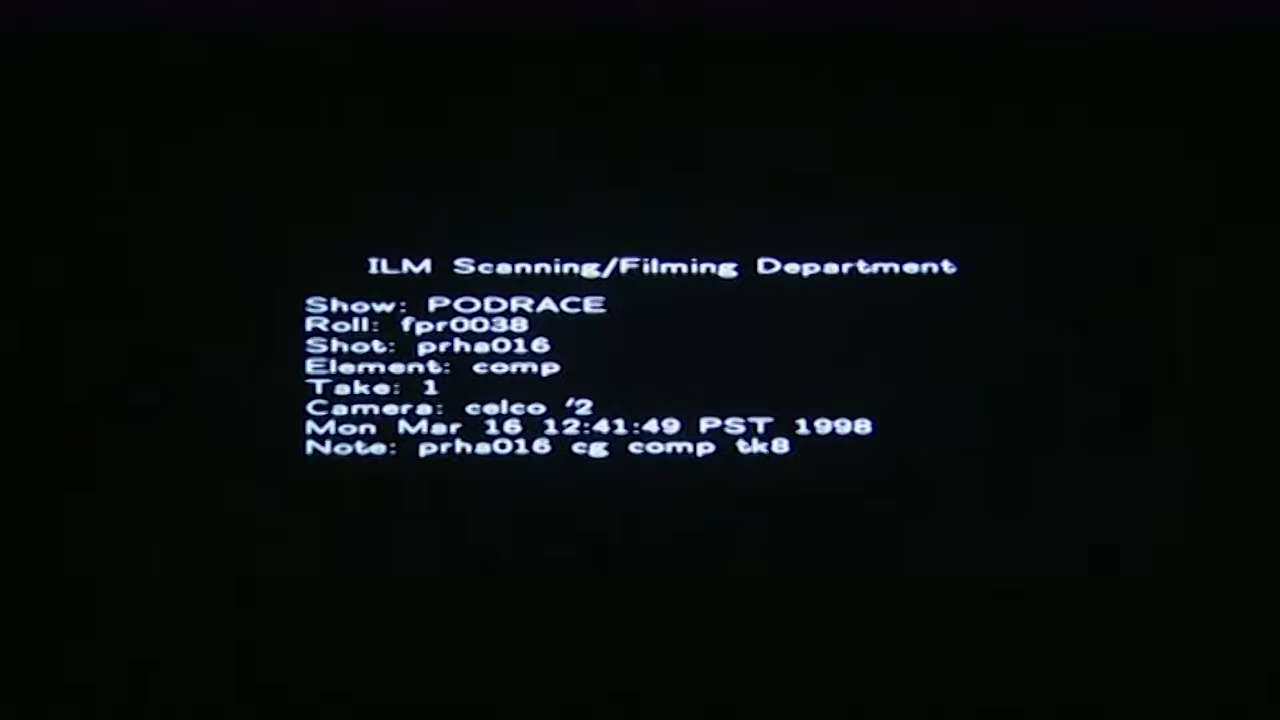 ILM Scanning/Filming Department
Show: PODRACE
Roll: fpr0038
Shot: prha016
Element: comp
Take: 1
Camera: celco '2
Mon Mar 16 12:41:49 PST 1998
Note: prha016 cg comp tk8